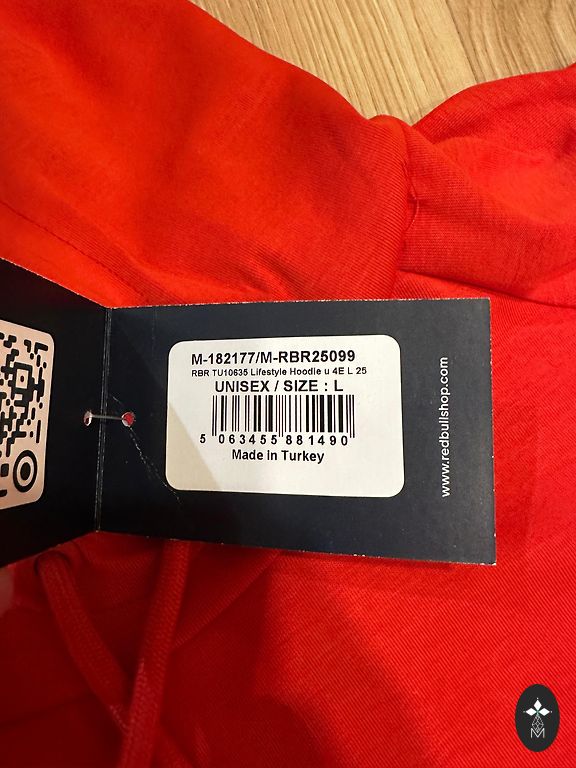 M-182177/M-RBR25099
RBR TU10635 Lifestyle Hoodie u 4E L 25
UNISEX / SIZE : L
5 063455 881490
Made In Turkey
www.redbullshop.com
M